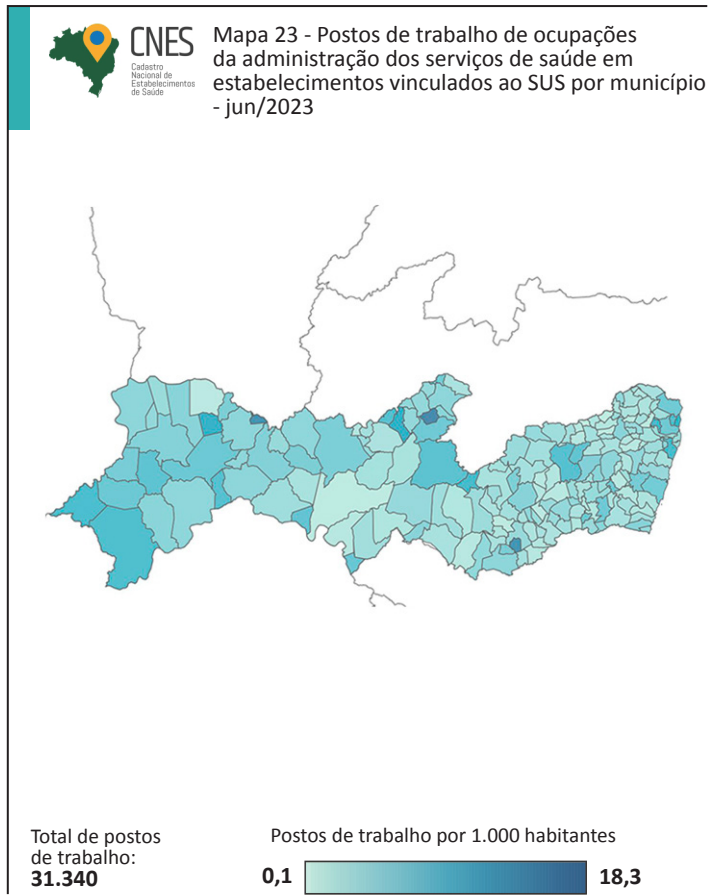 CNES
Cadastro
Nacional de
Estabelecimentos
de Saúde
Mapa 23 - Postos de trabalho de ocupações
da administração dos serviços de saúde em
estabelecimentos vinculados ao SUS por município
- jun/2023
Total de postos
de trabalho:
31.340
Postos de trabalho por 1.000 habitantes
0,1
18,3